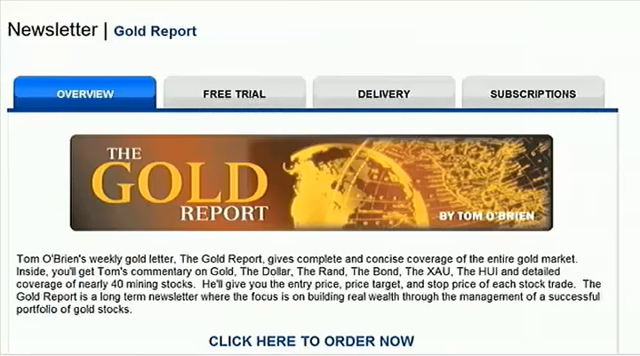 Newsletter | Gold Report
OVERVIEW
FREE TRIAL
DELIVERY
SUBSCRIPTIONS
THE
GOLD
REPORT
BY TOM O'BRIEN
Tom O'Brien's weekly gold letter, The Gold Report, gives complete and concise coverage of the entire gold market.
Inside, you'll get Tom's commentary on Gold, The Dollar, The Rand, The Bond, The XAU, The HUI and detailed
coverage of nearly 40 mining stocks. He'll give you the entry price, price target, and stop price of each stock trade. The
Gold Report is a long term newsletter where the focus is on building real wealth through the management of a successful
portfolio of gold stocks.
CLICK HERE TO ORDER NOW